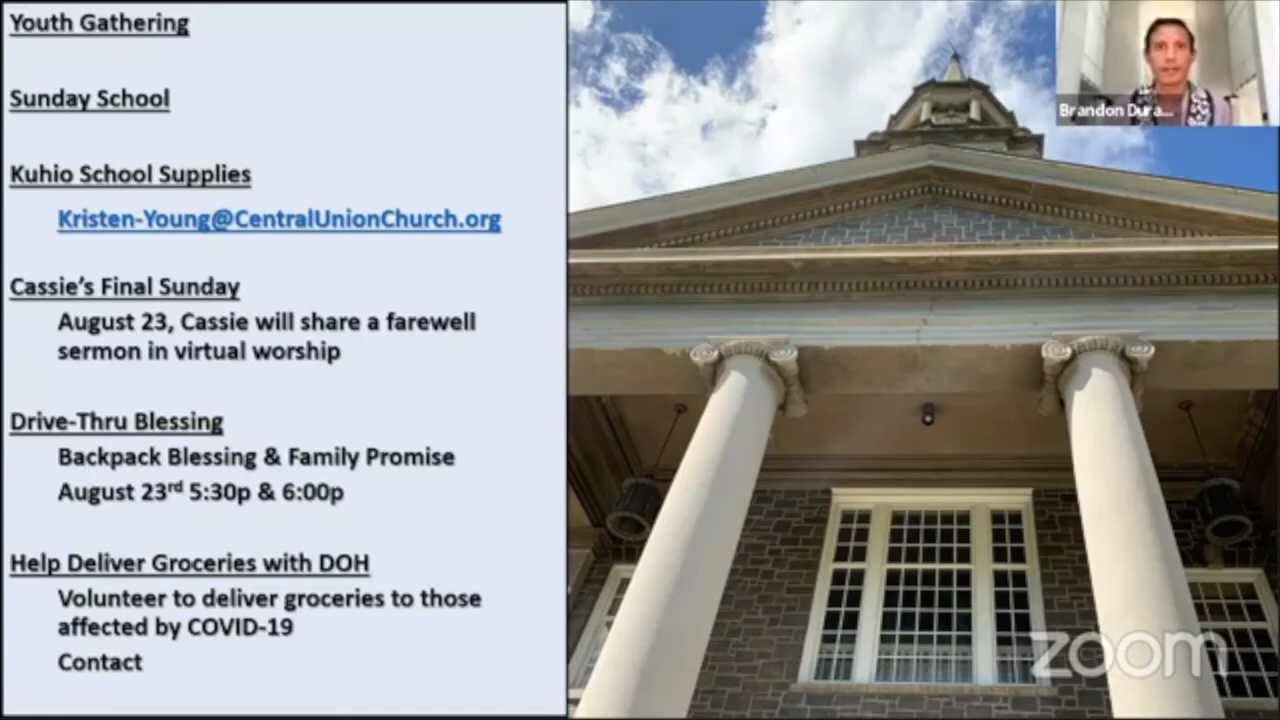 Youth Gathering
Sunday School
Kuhio School Supplies
Kristen-Young@CentralUnionChurch.org
Cassie's Final Sunday
August 23, Cassie will share a farewell
sermon in virtual worship
Drive-Thru Blessing
Backpack Blessing & Family Promise
August 23rd 5:30p & 6:00p
Help Deliver Groceries with DOH
Volunteer to deliver groceries to those
affected by COVID-19
Contact
Brandon Dura...
zoom